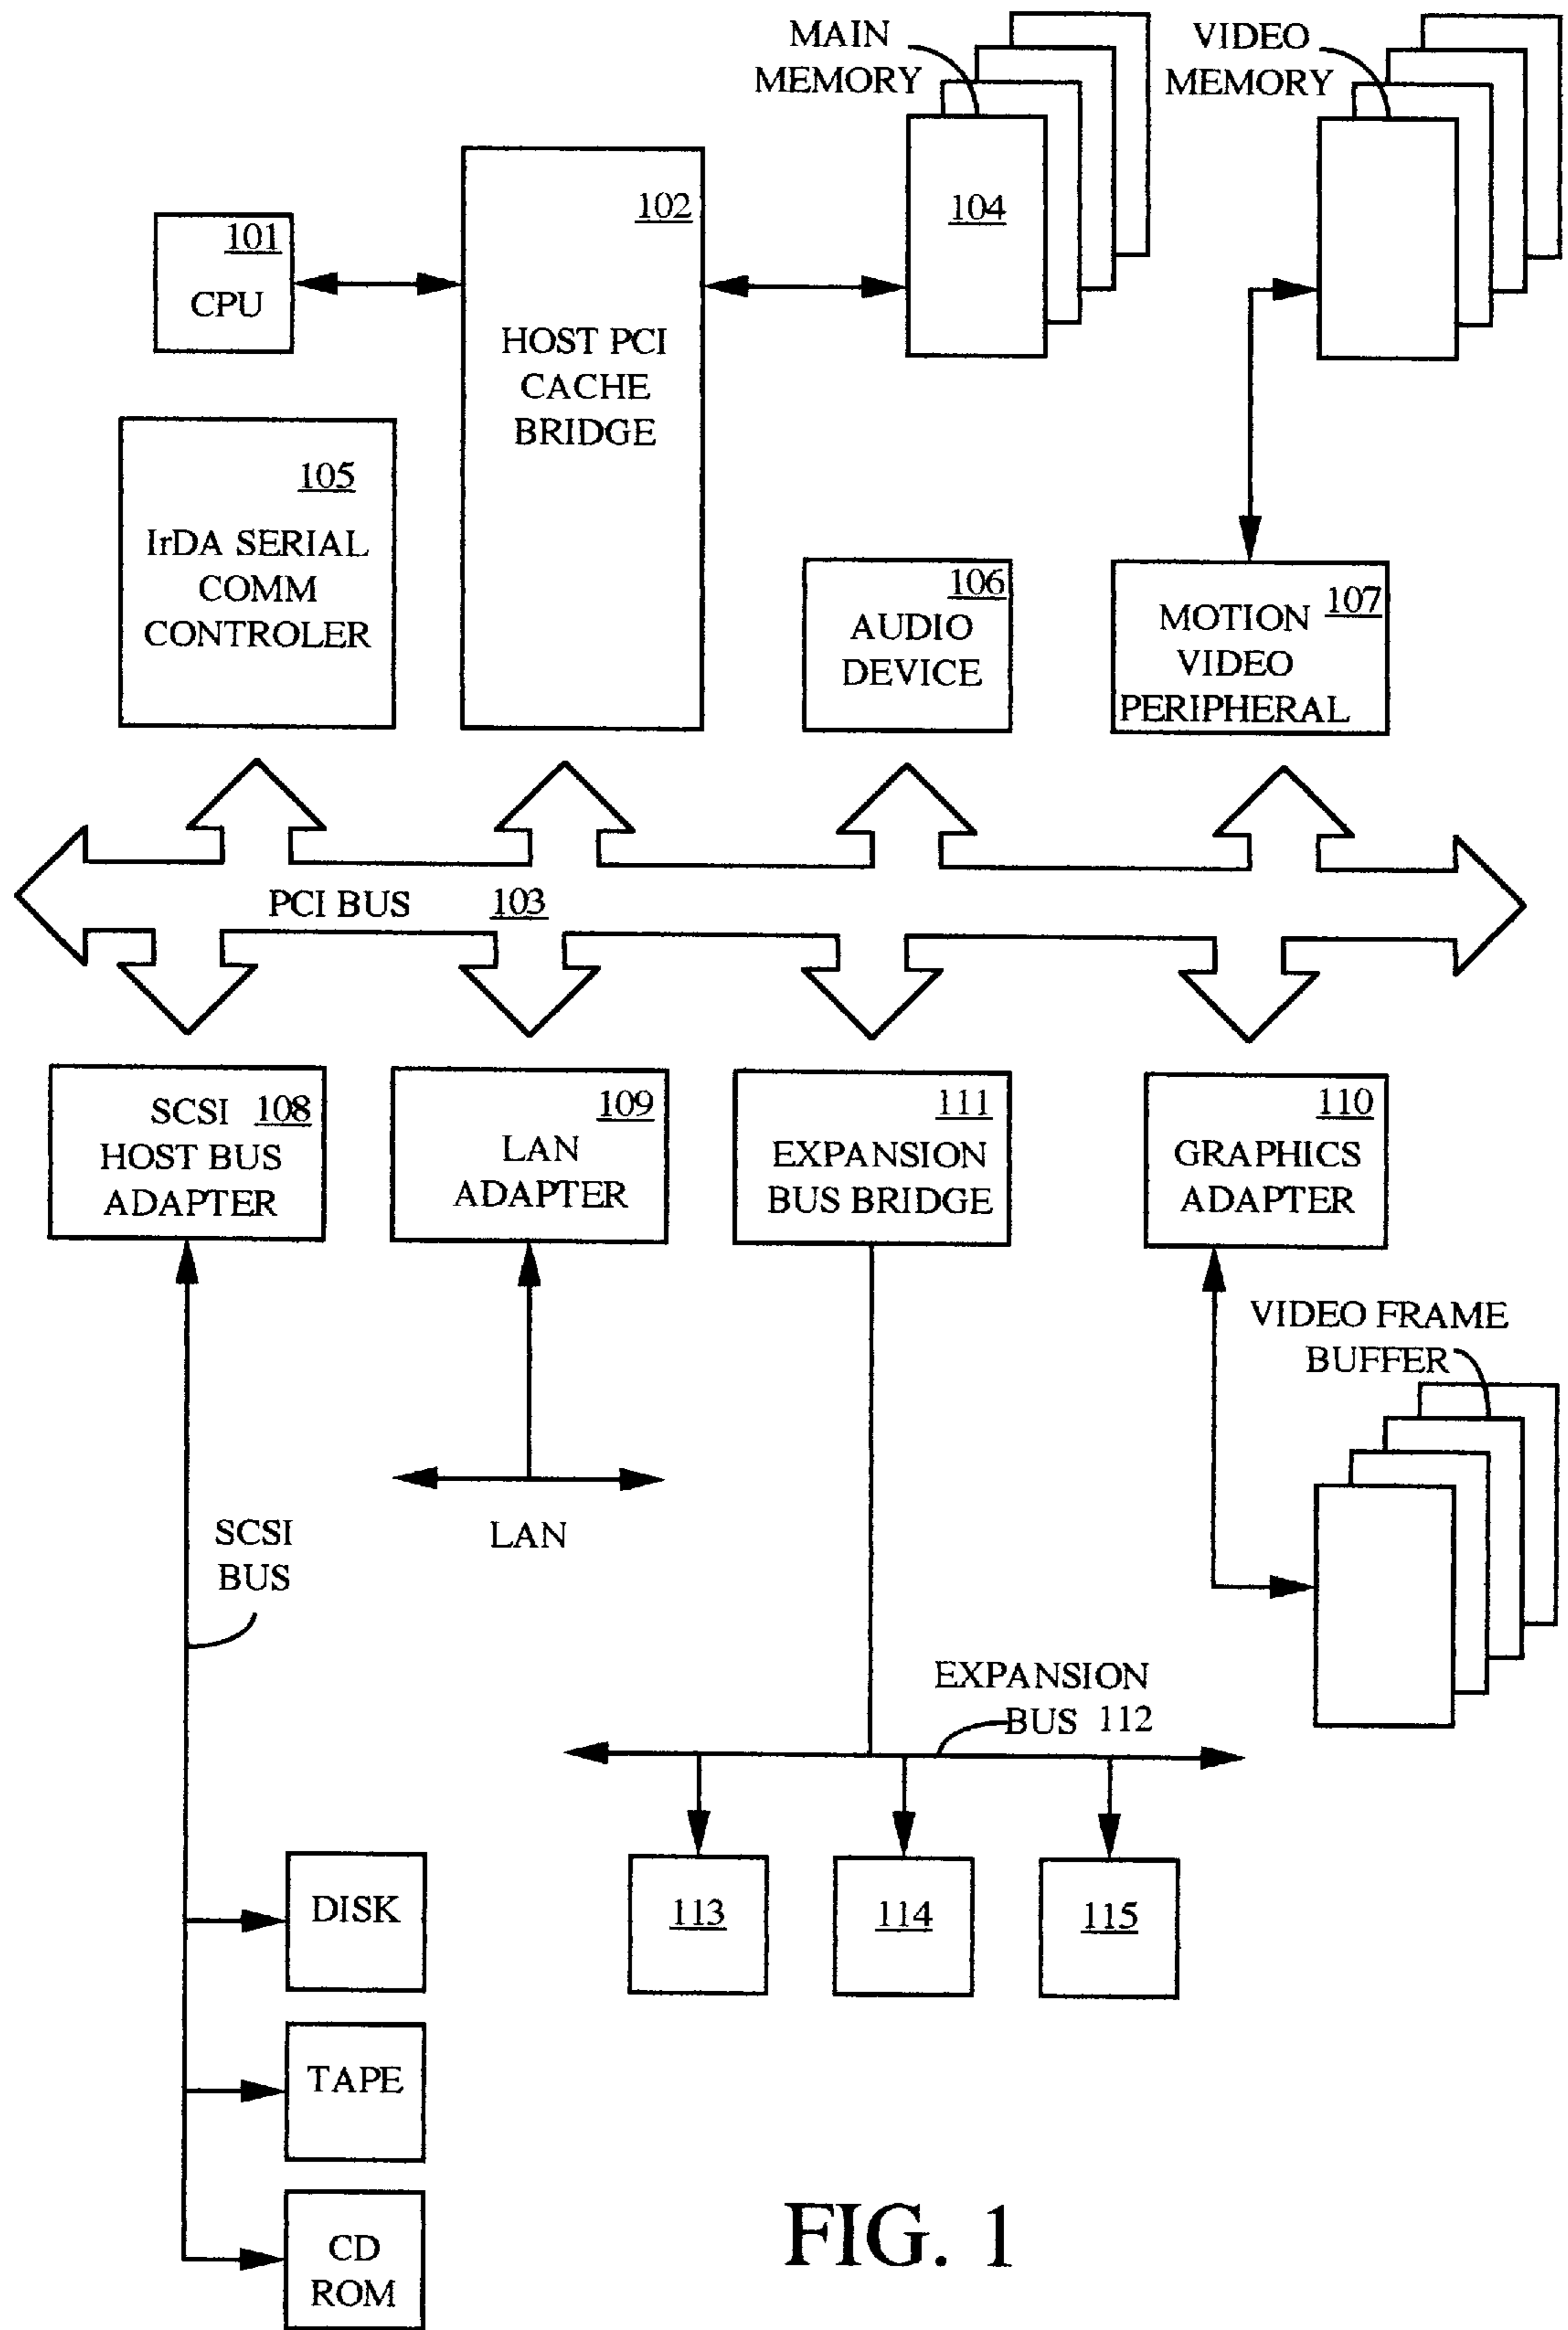 MAIN
MEMORY
VIDEO
MEMORY
101
CPU
102
HOST PCI
CACHE
BRIDGE
104
105
IrDA SERIAL
COMM
CONTROLER
106
AUDIO
DEVICE
107
MOTION
VIDEO
PERIPHERAL
PCI BUS 103
SCSI 108
HOST BUS
ADAPTER
109
LAN
ADAPTER
111
EXPANSION
BUS BRIDGE
110
GRAPHICS
ADAPTER
VIDEO FRAME
BUFFER
SCSI
BUS
LAN
EXPANSION
BUS 112
113
114
115
DISK
TAPE
CD
ROM
FIG. 1